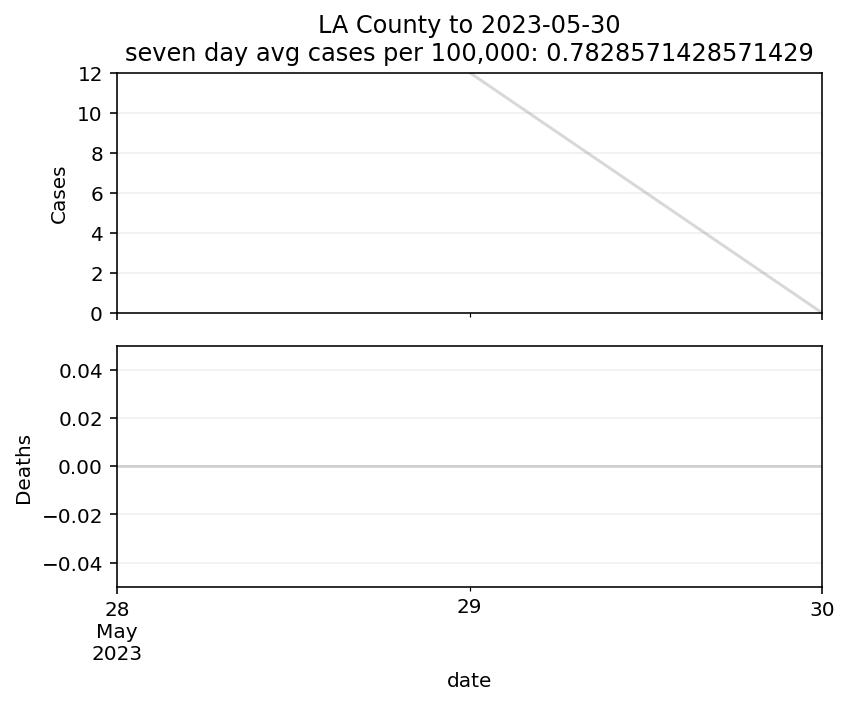 LA County to 2023-05-30
seven day avg cases per 100,000: 0.7828571428571429
12
10
8
6
4
2
0
Cases
0.04
0.02
0.00
−0.02
−0.04
Deaths
28
May
2023
29
30
date